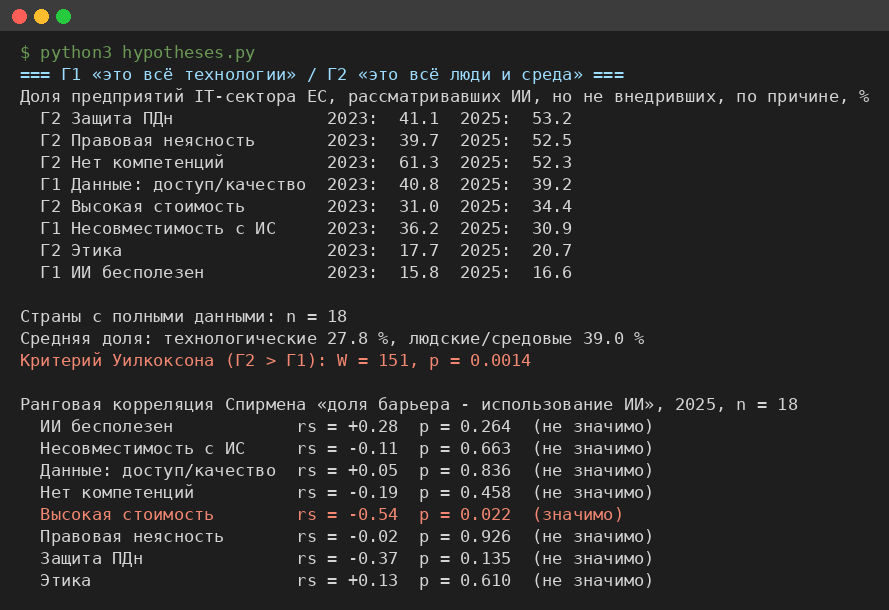 $ python3 hypotheses.py
=== Г1 «это всё технологии» / Г2 «это всё люди и среда» ===
Доля предприятий IT-сектора ЕС, рассматривавших ИИ, но не внедривших, по причине, %
Г2 Защита ПДн 2023: 41.1 2025: 53.2
Г2 Правовая неясность 2023: 39.7 2025: 52.5
Г2 Нет компетенций 2023: 61.3 2025: 52.3
Г1 Данные: доступ/качество 2023: 40.8 2025: 39.2
Г2 Высокая стоимость 2023: 31.0 2025: 34.4
Г1 Несовместимость с ИС 2023: 36.2 2025: 30.9
Г2 Этика 2023: 17.7 2025: 20.7
Г1 ИИ бесполезен 2023: 15.8 2025: 16.6
Страны с полными данными: n = 18
Средняя доля: технологические 27.8 %, людские/средовые 39.0 %
Критерий Уилкоксона (Г2 > Г1): W = 151, p = 0.0014
Ранговая корреляция Спирмена «доля барьера - использование ИИ», 2025, n = 18
ИИ бесполезен rs = +0.28 p = 0.264 (не значимо)
Несовместимость с ИС rs = -0.11 p = 0.663 (не значимо)
Данные: доступ/качество rs = +0.05 p = 0.836 (не значимо)
Нет компетенций rs = -0.19 p = 0.458 (не значимо)
Высокая стоимость rs = -0.54 p = 0.022 (значимо)
Правовая неясность rs = -0.02 p = 0.926 (не значимо)
Защита ПДн rs = -0.37 p = 0.135 (не значимо)
Этика rs = +0.13 p = 0.610 (не значимо)